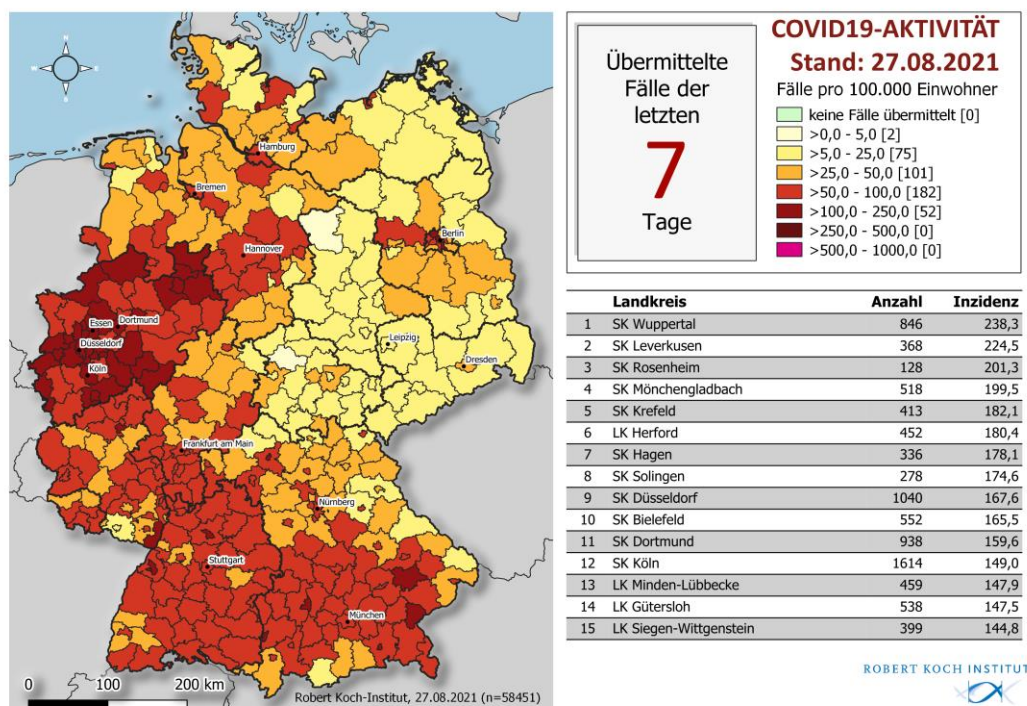 N
W
E
S
Hamburg
Bremen
Berlin
Hannover
Essen
Dortmund
Düsseldorf
Leipzig
Dresden
Köln
Frankfurt am Main
Nürnberg
Stuttgart
München
0 100 200 km
Robert Koch-Institut, 27.08.2021 (n=58451)
Übermittelte
Fälle der
letzten
7
Tage
COVID19-AKTIVITÄT
Stand: 27.08.2021
Fälle pro 100.000 Einwohner
keine Fälle übermittelt [0]
>0,0 - 5,0 [2]
>5,0 - 25,0 [75]
>25,0 - 50,0 [101]
>50,0 - 100,0 [182]
>100,0 - 250,0 [52]
>250,0 - 500,0 [0]
>500,0 - 1000,0 [0]
Landkreis Anzahl Inzidenz
1 SK Wuppertal 846 238,3
2 SK Leverkusen 368 224,5
3 SK Rosenheim 128 201,3
4 SK Mönchengladbach 518 199,5
5 SK Krefeld 413 182,1
6 LK Herford 452 180,4
7 SK Hagen 336 178,1
8 SK Solingen 278 174,6
9 SK Düsseldorf 1040 167,6
10 SK Bielefeld 552 165,5
11 SK Dortmund 938 159,6
12 SK Köln 1614 149,0
13 LK Minden-Lübbecke 459 147,9
14 LK Gütersloh 538 147,5
15 LK Siegen-Wittgenstein 399 144,8
ROBERT KOCH INSTITUT